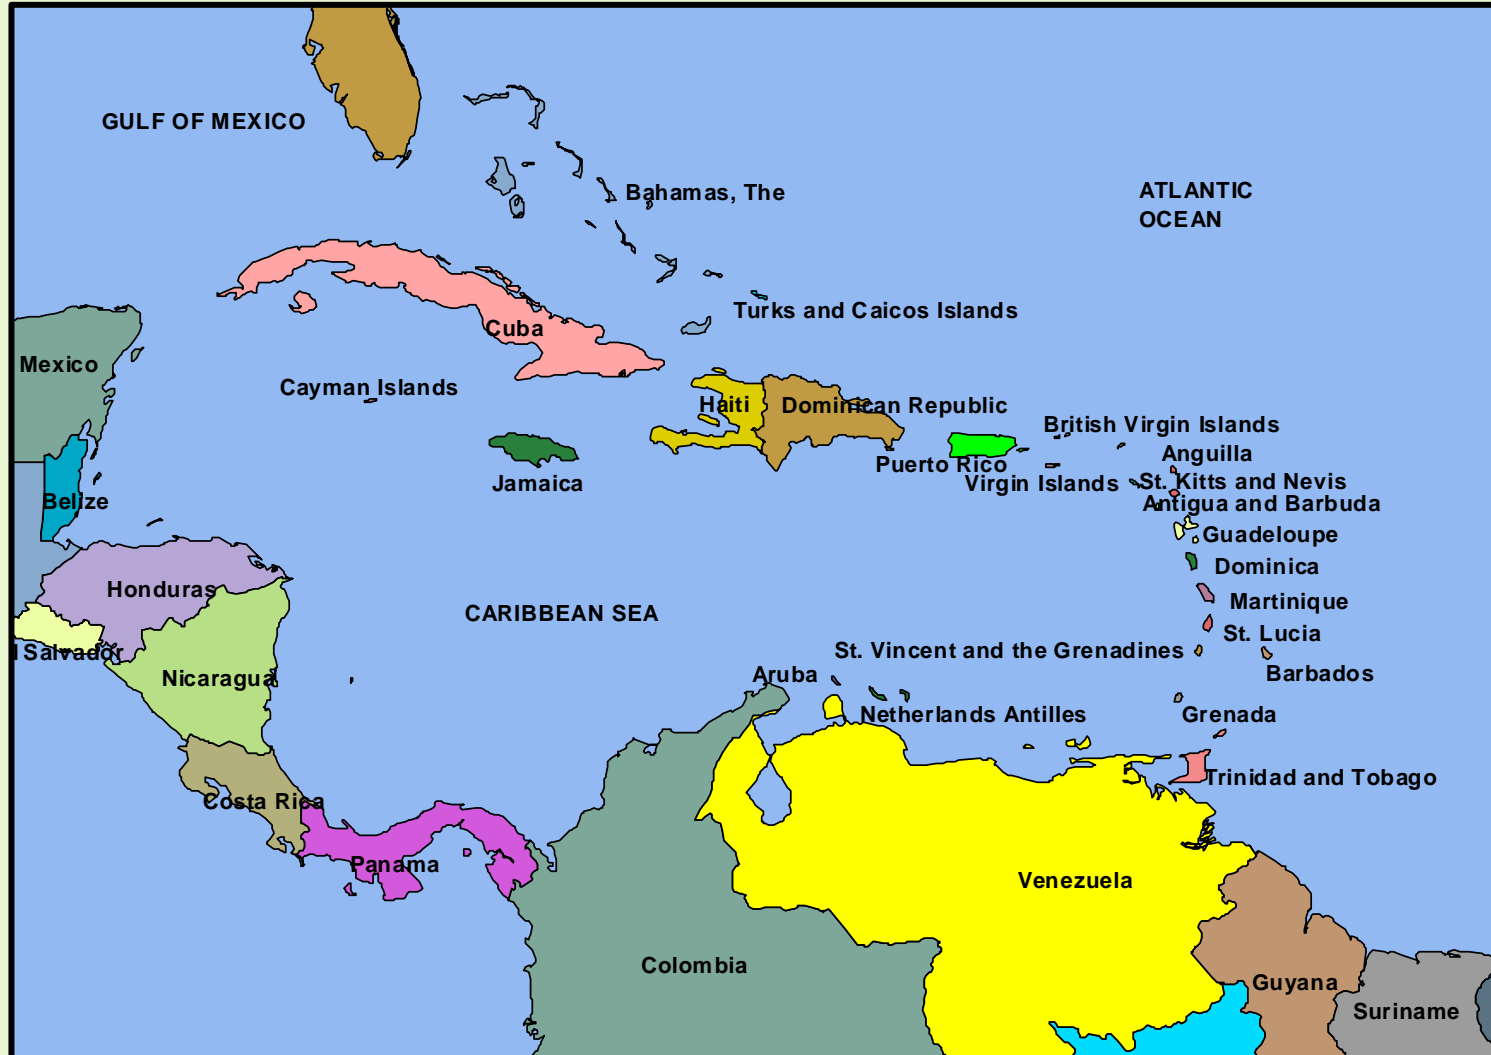 GULF OF MEXICO
Bahamas, The
ATLANTIC
OCEAN
Turks and Caicos Islands
Cuba
Mexico
Cayman Islands
Haiti
Dominican Republic
British Virgin Islands
Anguilla
Puerto Rico
Virgin Islands
St. Kitts and Nevis
Jamaica
Belize
Antigua and Barbuda
Guadeloupe
Dominica
Honduras
Martinique
CARIBBEAN SEA
St. Lucia
l Salvador
St. Vincent and the Grenadines
Barbados
Nicaragua
Aruba
Netherlands Antilles
Grenada
Trinidad and Tobago
Costa Rica
Panama
Venezuela
Colombia
Guyana
Suriname